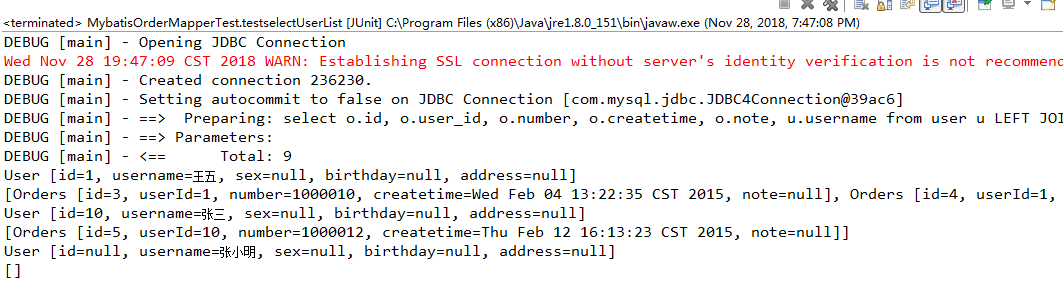 <terminated> MybatisOrderMapperTest.testselectUserList [JUnit] C:\Program Files (x86)\Java\jre1.8.0_151\bin\javaw.exe (Nov 28, 2018, 7:47:08 PM)
DEBUG [main] - Opening JDBC Connection
Wed Nov 28 19:47:09 CST 2018 WARN: Establishing SSL connection without server's identity verification is not recommend
DEBUG [main] - Created connection 236230.
DEBUG [main] - Setting autocommit to false on JDBC Connection [com.mysql.jdbc.JDBC4Connection@39ac6]
DEBUG [main] - ==>  Preparing: select o.id, o.user_id, o.number, o.createtime, o.note, u.username from user u LEFT JOI
DEBUG [main] - ==> Parameters:
DEBUG [main] - <==      Total: 9
User [id=1, username=王五, sex=null, birthday=null, address=null]
[Orders [id=3, userId=1, number=1000010, createtime=Wed Feb 04 13:22:35 CST 2015, note=null], Orders [id=4, userId=1,
User [id=10, username=张三, sex=null, birthday=null, address=null]
[Orders [id=5, userId=10, number=1000012, createtime=Thu Feb 12 16:13:23 CST 2015, note=null]]
User [id=null, username=张小明, sex=null, birthday=null, address=null]
[]